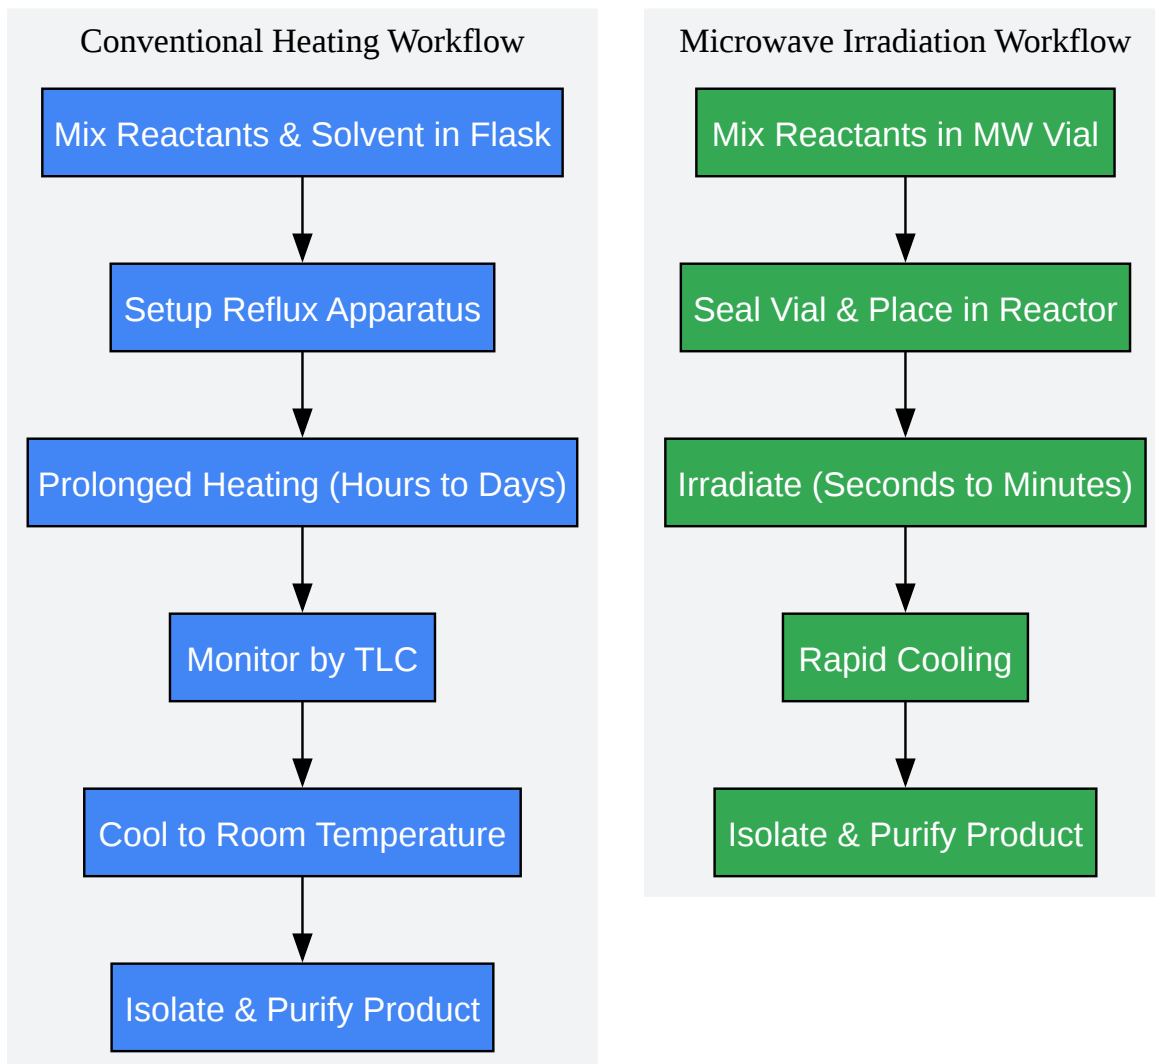 Conventional Heating Workflow
Mix Reactants & Solvent in Flask
Setup Reflux Apparatus
Prolonged Heating (Hours to Days)
Monitor by TLC
Cool to Room Temperature
Isolate & Purify Product
Microwave Irradiation Workflow
Mix Reactants in MW Vial
Seal Vial & Place in Reactor
Irradiate (Seconds to Minutes)
Rapid Cooling
Isolate & Purify Product